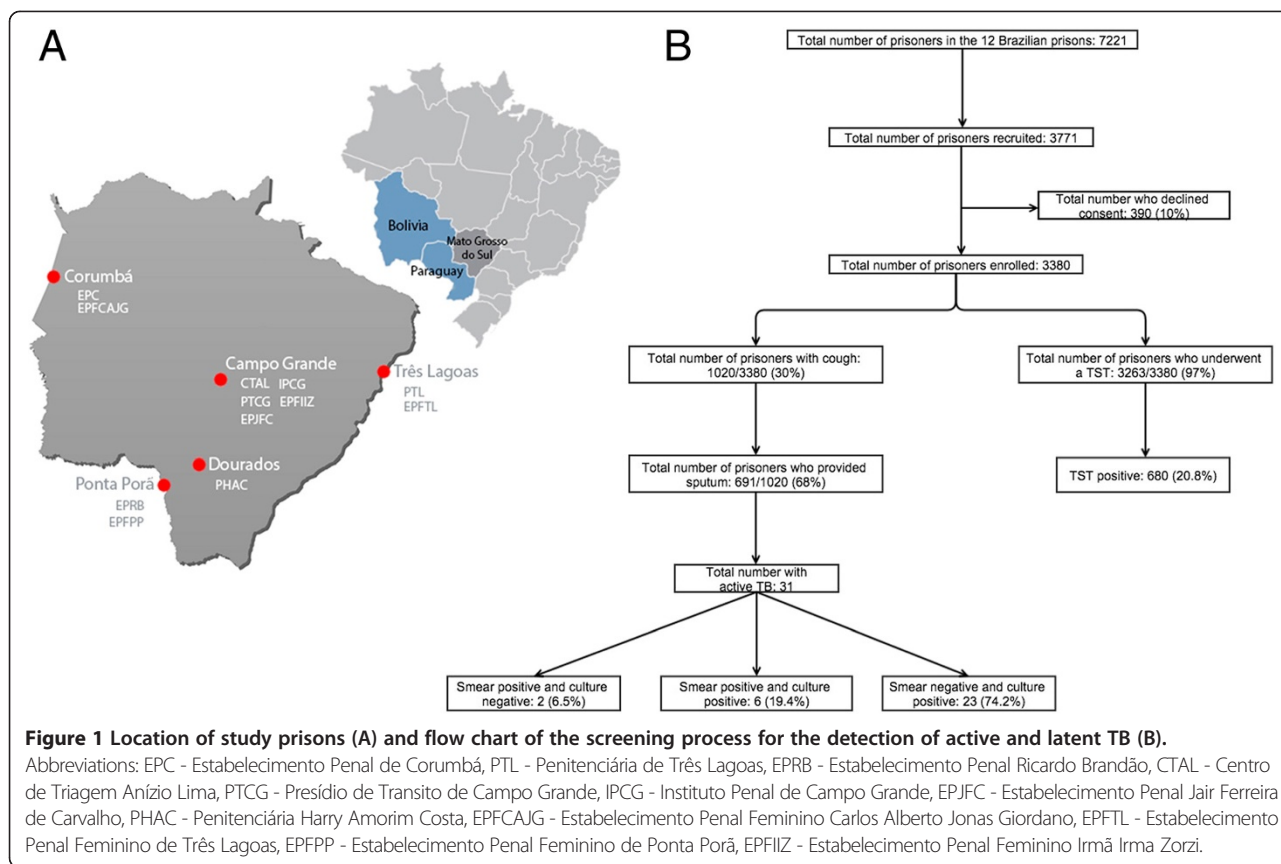 A
Bolívia
Mato Grosso
do Sul
Paraguay
Corumbá
EPC
EPFCAJG
Campo Grande
CTAL IPCG
PTCG EPFIIZ
EPJFC
Três Lagoas
PTL
EPFTL
Dourados
PHAC
Ponta Porã
EPRB
EPFPP
B
Total number of prisoners in the 12 Brazilian prisons: 7221
Total number of prisoners recruited: 3771
Total number who declined
consent: 390 (10%)
Total number of prisoners enrolled: 3380
Total number of prisoners with cough:
1020/3380 (30%)
Total number of prisoners who underwent
a TST: 3263/3380 (97%)
Total number of prisoners who provided
sputum: 691/1020 (68%)
TST positive: 680 (20.8%)
Total number with
active TB: 31
Smear positive and culture
negative: 2 (6.5%)
Smear positive and culture
positive: 6 (19.4%)
Smear negative and culture
positive: 23 (74.2%)
Figure 1 Location of study prisons (A) and flow chart of the screening process for the detection of active and latent TB (B).
Abbreviations: EPC - Estabelecimento Penal de Corumbá, PTL - Penitenciária de Três Lagoas, EPRB - Estabelecimento Penal Ricardo Brandão, CTAL - Centro
de Triagem Anízio Lima, PTCG - Presídio de Transito de Campo Grande, IPCG - Instituto Penal de Campo Grande, EPJFC - Estabelecimento Penal Jair Ferreira
de Carvalho, PHAC - Penitenciária Harry Amorim Costa, EPFCAJG - Estabelecimento Penal Feminino Carlos Alberto Jonas Giordano, EPFTL - Estabelecimento
Penal Feminino de Três Lagoas, EPFPP - Estabelecimento Penal Feminino de Ponta Porã, EPFIIZ - Estabelecimento Penal Feminino Irmã Irma Zorzi.